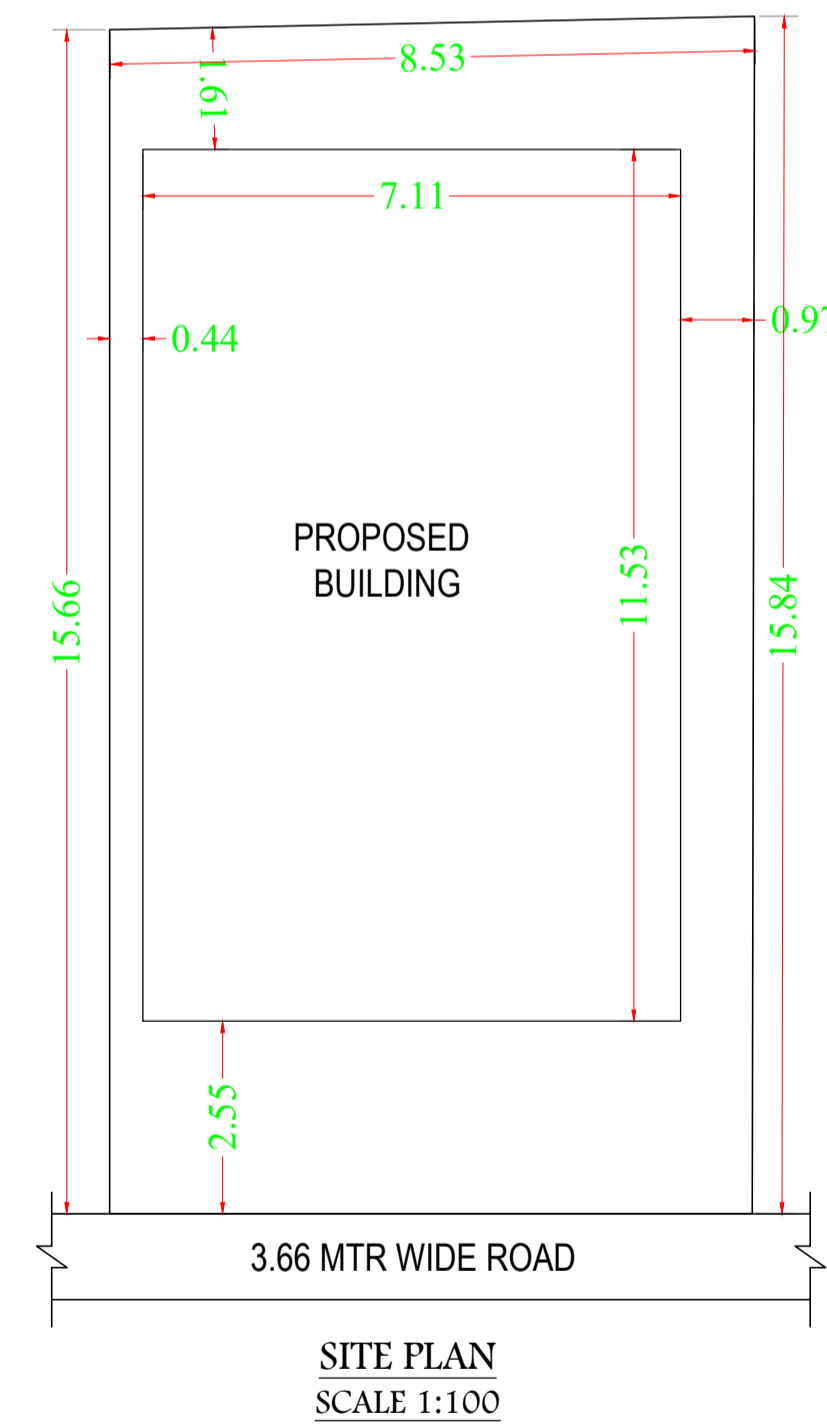 8.53
1.61
7.11
0.44
PROPOSED
BUILDING
11.53
15.66
15.84
2.55
3.66 MTR WIDE ROAD
SITE PLAN
SCALE 1:100